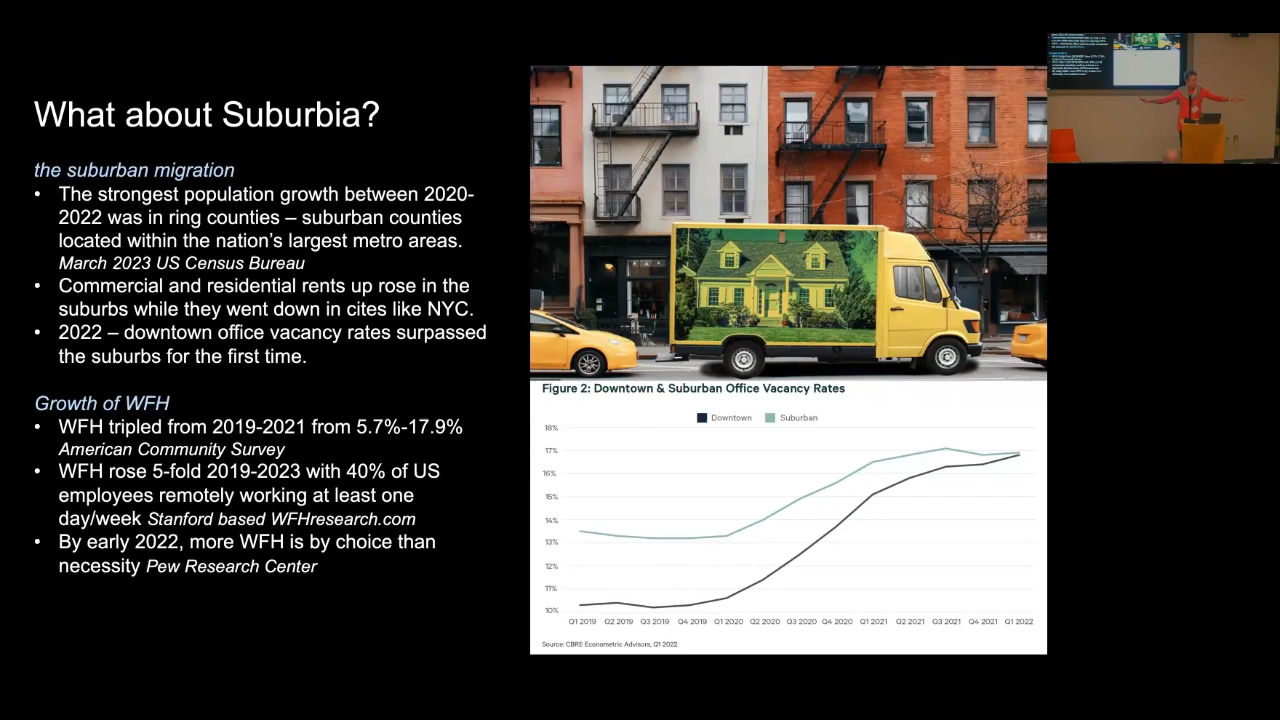 What about Suburbia?
the suburban migration
• The strongest population growth between 2020-
2022 was in ring counties – suburban counties
located within the nation's largest metro areas.
March 2023 US Census Bureau
• Commercial and residential rents up rose in the
suburbs while they went down in cites like NYC.
• 2022 – downtown office vacancy rates surpassed
the suburbs for the first time.
Growth of WFH
• WFH tripled from 2019-2021 from 5.7%-17.9%
American Community Survey
• WFH rose 5-fold 2019-2023 with 40% of US
employees remotely working at least one
day/week Stanford based WFHresearch.com
• By early 2022, more WFH is by choice than
necessity Pew Research Center
Figure 2: Downtown & Suburban Office Vacancy Rates
Downtown Suburban
18%
17%
16%
15%
14%
13%
12%
11%
10%
Q1 2019 Q2 2019 Q3 2019 Q4 2019 Q1 2020 Q2 2020 Q3 2020 Q4 2020 Q1 2021 Q2 2021 Q3 2021 Q4 2021 Q1 2022
Source: CBRE Econometric Advisors, Q1 2022.